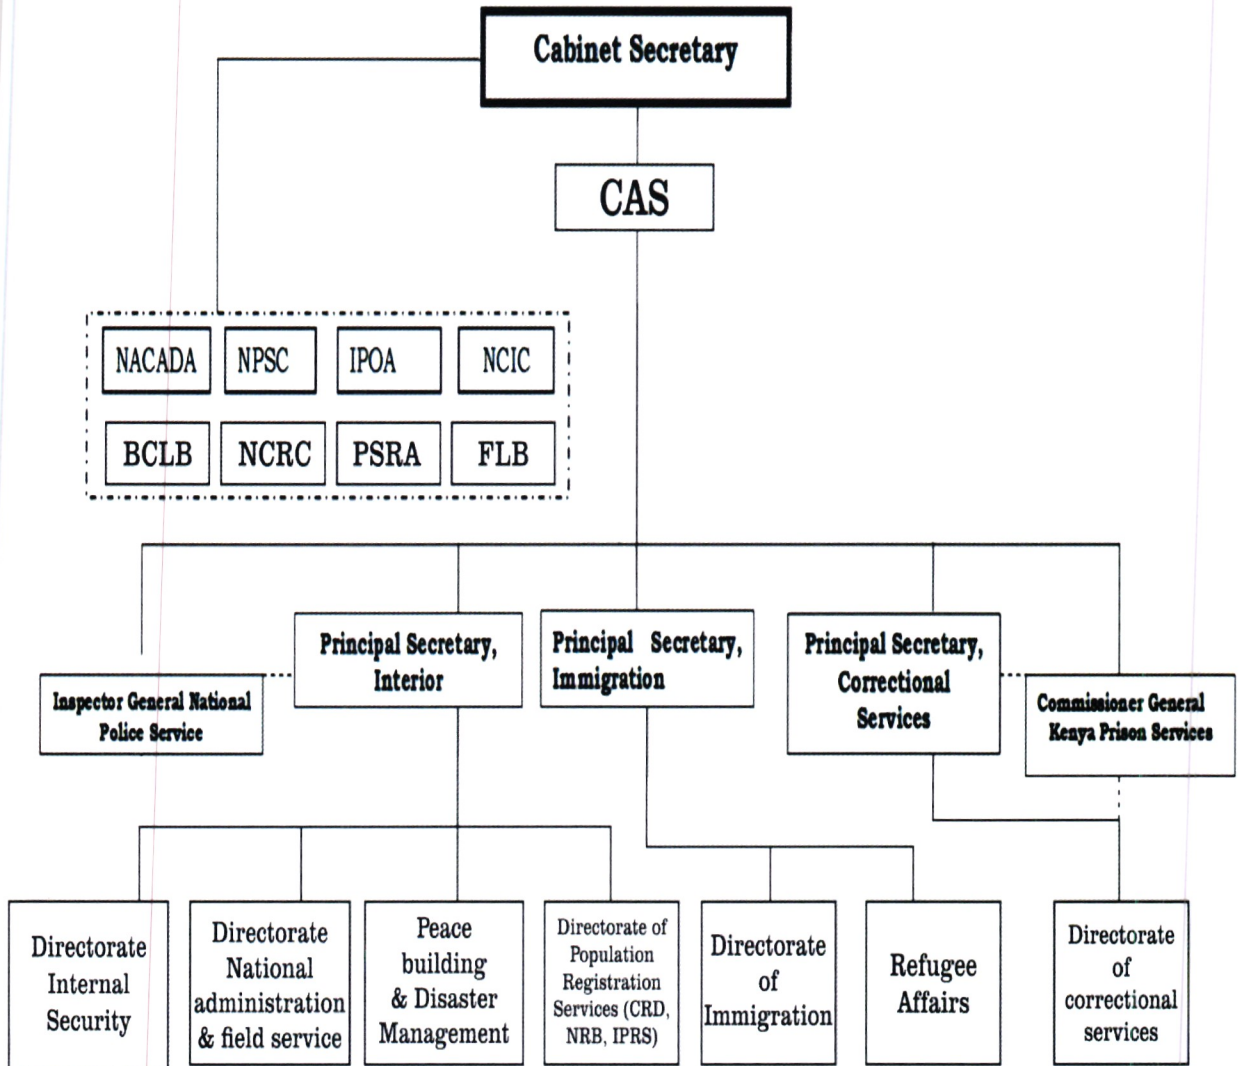 Cabinet Secretary
CAS
NACADA
NPSC
IPOA
NCIC
BCLB
NCRC
PSRA
FLB
Inspector General National
Police Service
Principal Secretary,
Interior
Principal Secretary,
Immigration
Principal Secretary,
Correctional
Services
Commissioner General
Kenya Prison Services
Directorate
Internal
Security
Directorate
National
administration
& field service
Peace
building
& Disaster
Management
Directorate of
Population
Registration
Services (CRD,
NRB, IPRS)
Directorate
of
Immigration
Refugee
Affairs
Directorate
of
correctional
services